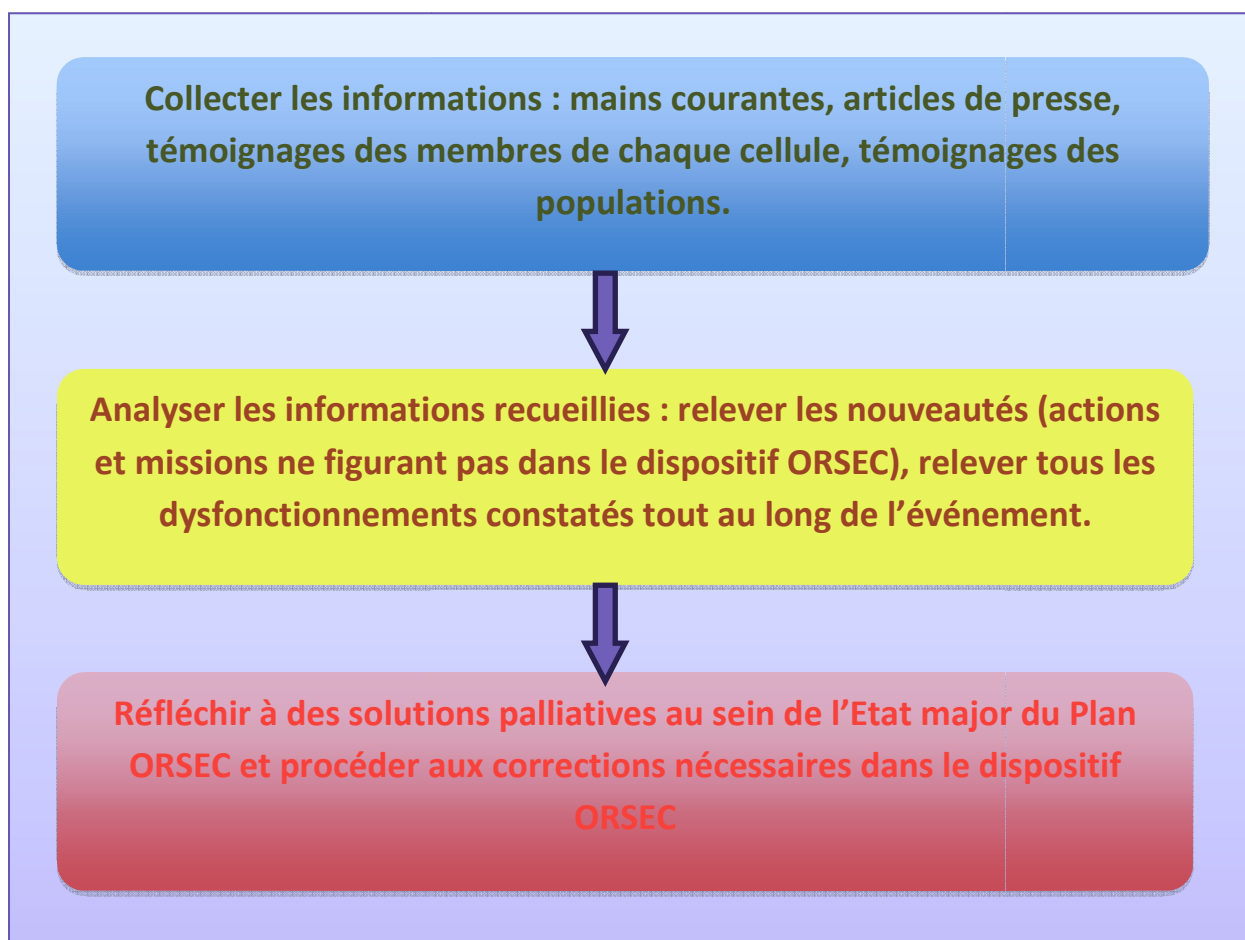 Collecter les informations : mains courantes, articles de presse,
témoignages des membres de chaque cellule, témoignages des
populations.
Analyser les informations recueillies : relever les nouveautés (actions
et missions ne figurant pas dans le dispositif ORSEC), relever tous les
dysfonctionnements constatés tout au long de l’événement.
Réfléchir à des solutions palliatives au sein de l’Etat major du Plan
ORSEC et procéder aux corrections nécessaires dans le dispositif
ORSEC